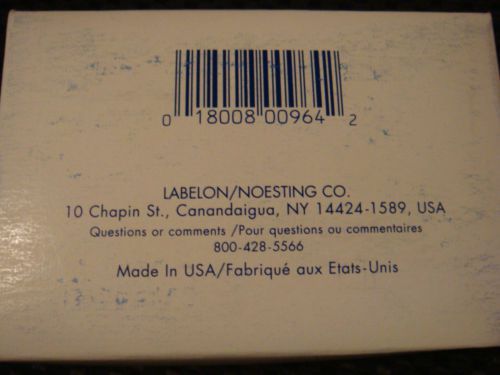 0 18008 00964 2
LABELON/NOESTING CO.
10 Chapin St., Canandaigua, NY 14424-1589, USA
Questions or comments /Pour questions ou commentaires
800-428-5566
Made In USA/Fabriqué aux Etats-Unis